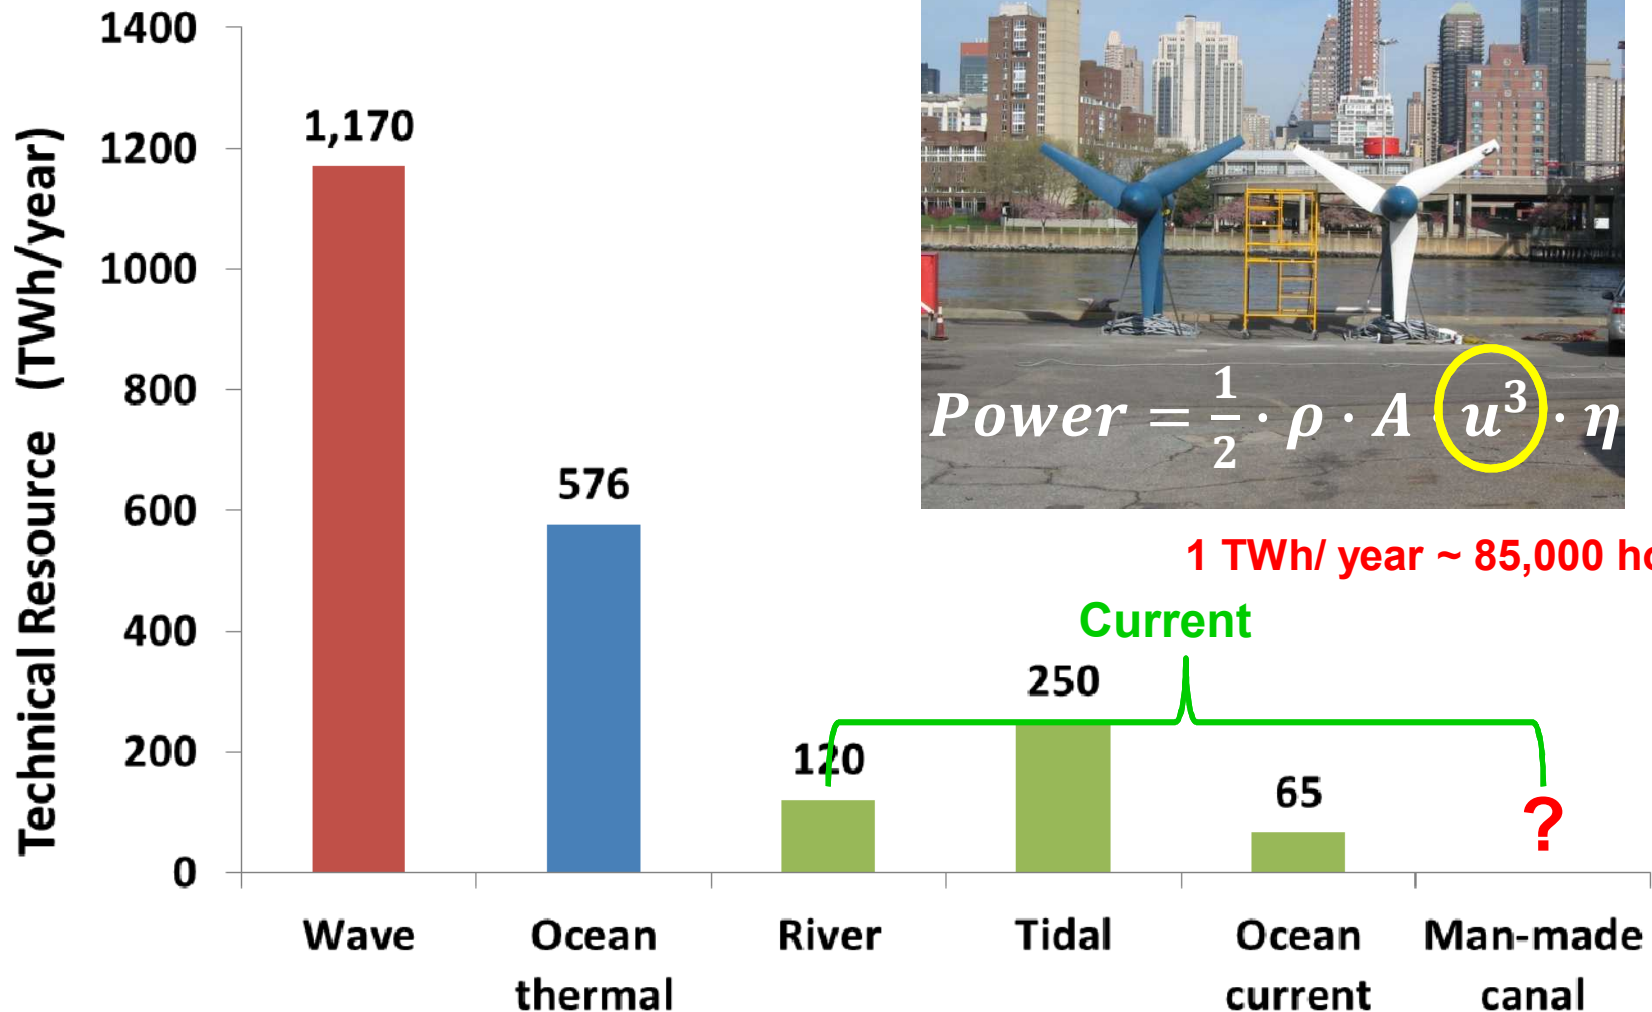 Technical Resource (TWh/year)
1400
1200
1000
800
600
400
200
0
1,170
576
120
250
65
?
Power = 1/2 · ρ · A · u³ · η
1 TWh/ year ~ 85,000
Current
Wave
Ocean
thermal
River
Tidal
Ocean
current
Man-made
canal